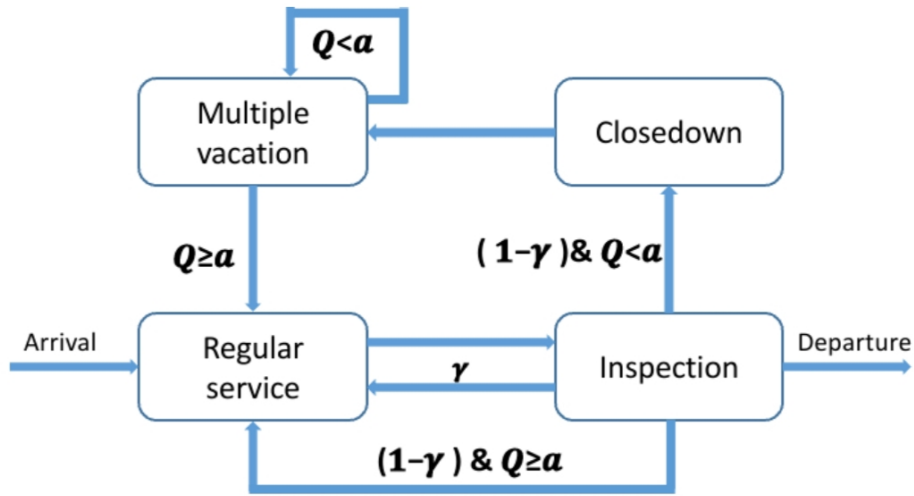 Q<a
Multiple
vacation
Closedown
Q≥a
( 1−γ )& Q<a
Arrival
Regular
service
γ
Inspection
Departure
(1−γ ) & Q≥a